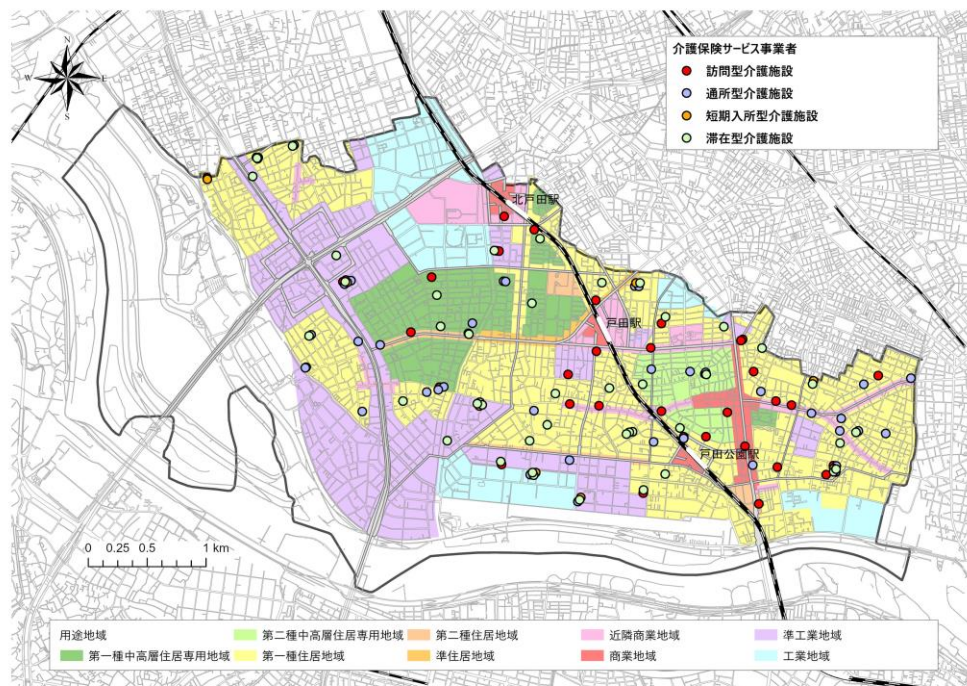 介護保険サービス事業者
訪問型介護施設
通所型介護施設
短期入所型介護施設
滞在型介護施設
N
W
E
S
北戸田駅
戸田駅
戸田公園駅
0 0.25 0.5 1 km
用途地域
第二種中高層住居専用地域
第二種住居地域
近隣商業地域
準工業地域
第一種中高層住居専用地域
第一種住居地域
準住居地域
商業地域
工業地域